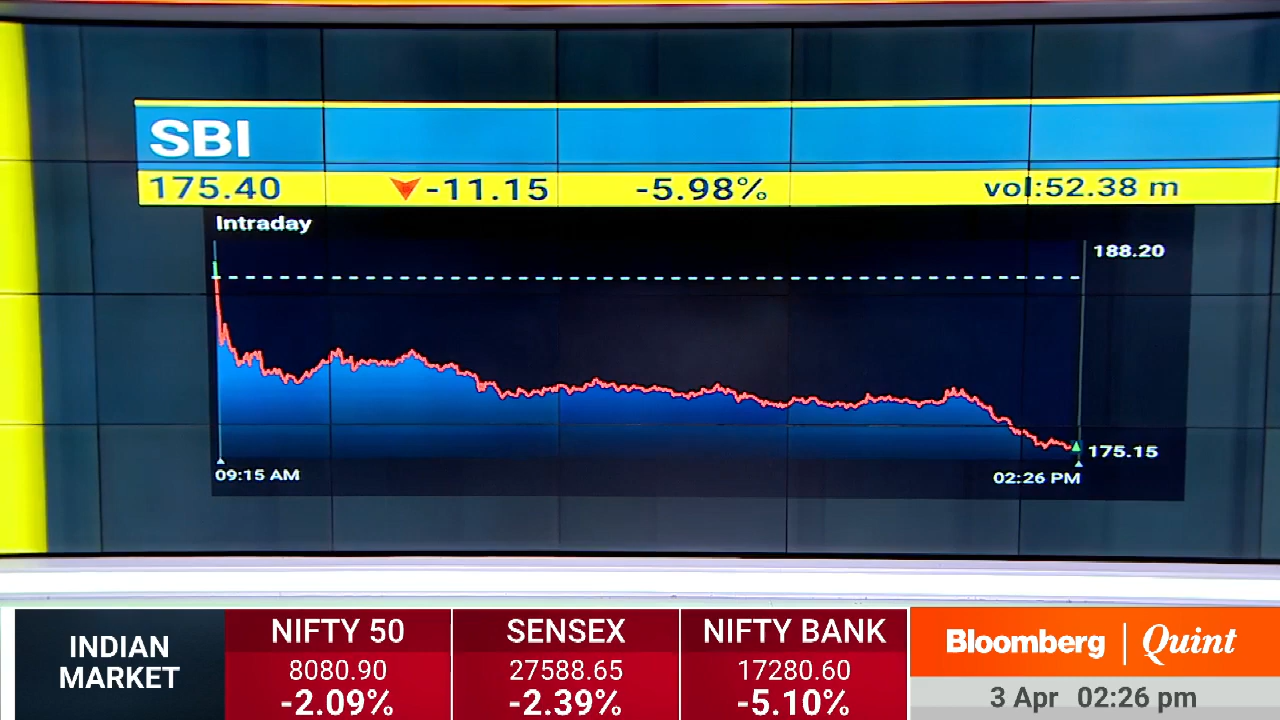 SBI
175.40 -11.15 -5.98% vol:52.38 m
Intraday
188.20
175.15
09:15 AM 02:26 PM
INDIAN MARKET
NIFTY 50
8080.90
-2.09%
SENSEX
27588.65
-2.39%
NIFTY BANK
17280.60
-5.10%
Bloomberg | Quint
3 Apr 02:26 pm